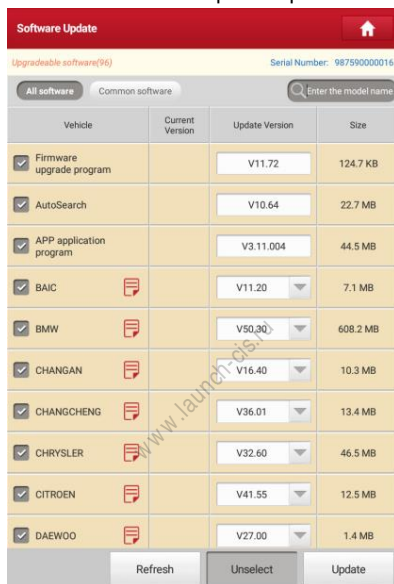 Software Update
Upgradeable software(96)
Serial Number: 987590000016
All software
Common software
Enter the model name
Vehicle
Current
Version
Update Version
Size
Firmware
upgrade program
V11.72
124.7 KB
AutoSearch
V10.64
22.7 MB
APP application
program
V3.11.004
44.5 MB
BAIC
V11.20
7.1 MB
BMW
V50.30
608.2 MB
CHANGAN
V16.40
10.3 MB
CHANGCHENG
V36.01
13.4 MB
CHRYSLER
V32.60
46.5 MB
CITROEN
V41.55
12.5 MB
DAEWOO
V27.00
1.4 MB
Refresh
Unselect
Update
www.launch-cis.ru